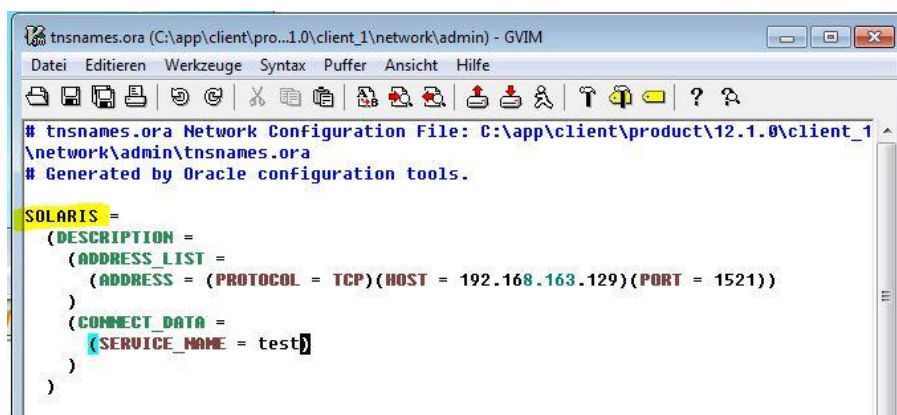 tnsnames.ora (C:\app\client\pro...1.0\client_1\network\admin) - GVIM
Datei Editieren Werkzeuge Syntax Puffer Ansicht Hilfe
# tnsnames.ora Network Configuration File: C:\app\client\product\12.1.0\client_1
\network\admin\tnsnames.ora
# Generated by Oracle configuration tools.
SOLARIS =
(DESCRIPTION =
(ADDRESS_LIST =
(ADDRESS = (PROTOCOL = TCP)(HOST = 192.168.163.129)(PORT = 1521))
)
(CONNECT_DATA =
(SERVICE_NAME = test)
)
)